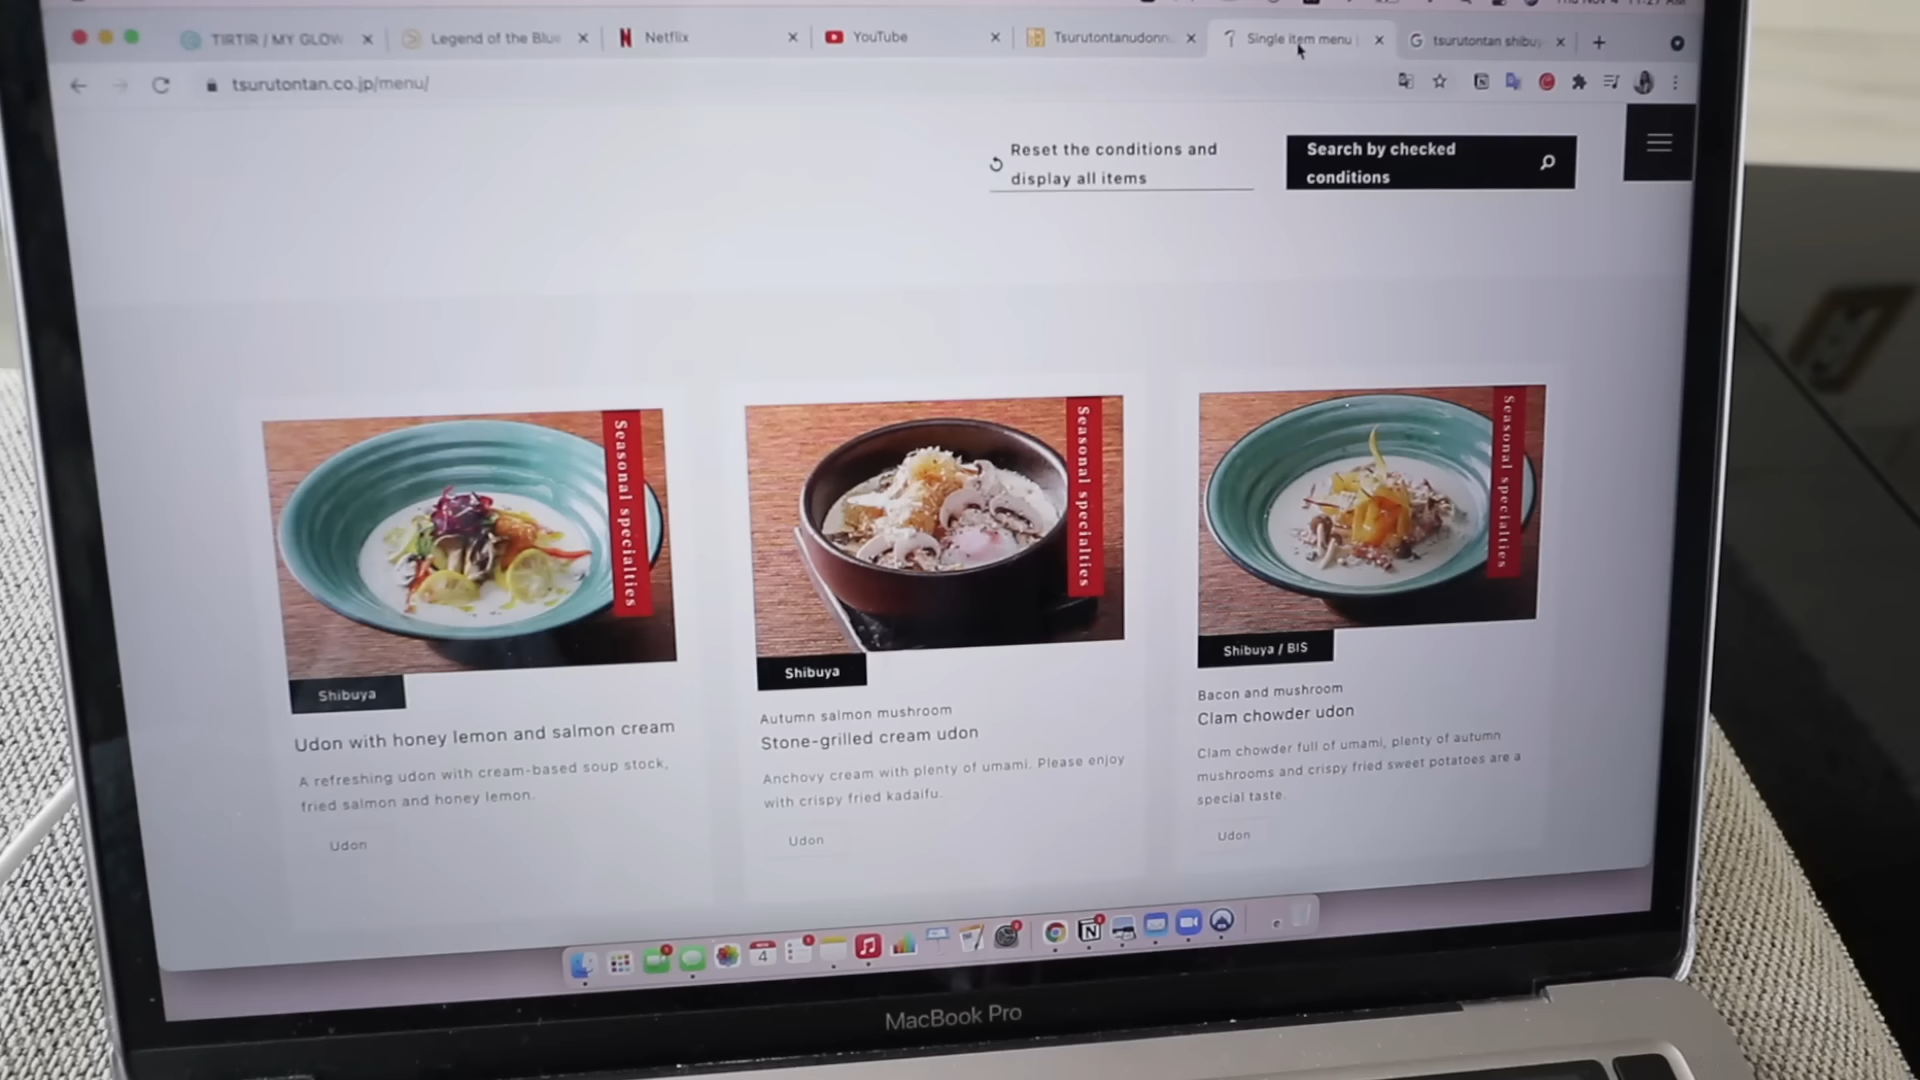 TIRTIR / MY GLOW
Legend of the Blue
Netflix
YouTube
Tsurutontanudonn
Single item menu
tsurutontan shibu
tsurutontan.co.jp/menu/
Reset the conditions and
display all items
Search by checked
conditions
Seasonal specialties
Seasonal specialties
Seasonal specialties
Shibuya
Udon with honey lemon and salmon cream
A refreshing udon with cream-based soup stock,
fried salmon and honey lemon.
Udon
Shibuya
Autumn salmon mushroom
Stone-grilled cream udon
Anchovy cream with plenty of umami. Please enjoy
with crispy fried kadaifu.
Udon
Shibuya / BIS
Bacon and mushroom
Clam chowder udon
Clam chowder full of umami, plenty of autumn
mushrooms and crispy fried sweet potatoes are a
special taste.
Udon
4
MacBook Pro